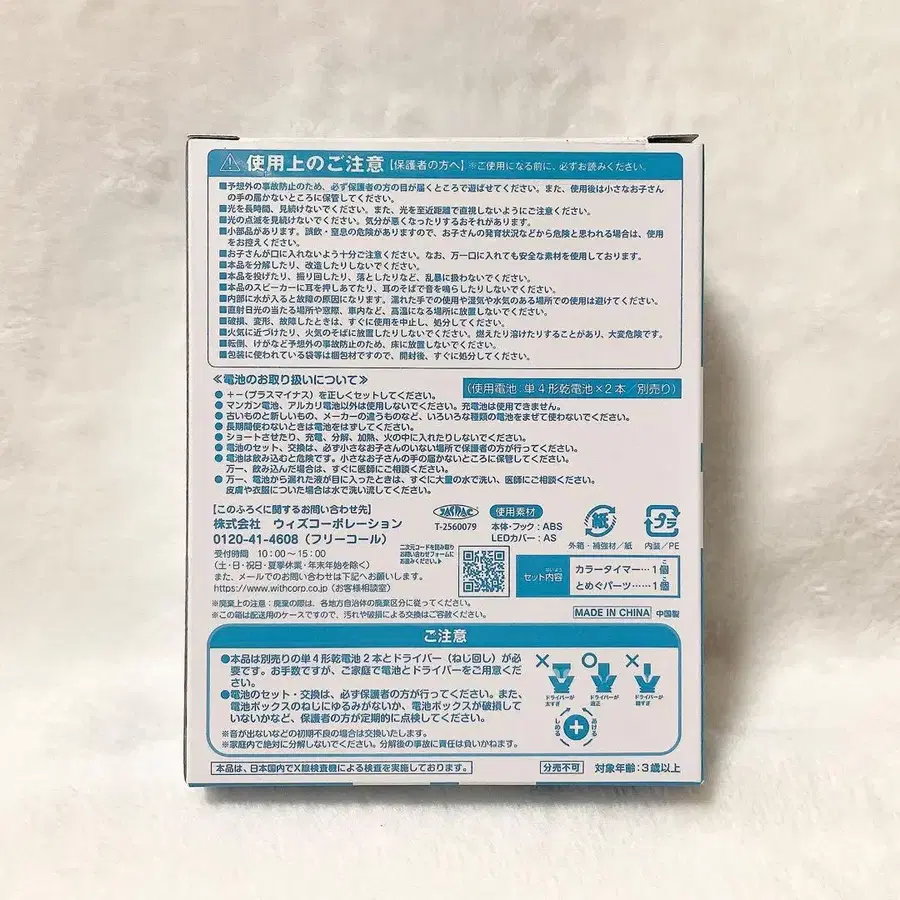 使用上のご注意【保護者の方へ】※ご使用になる前に、必ずお読みください。
■予想外の事故防止のため、必ず保護者の方の目が届くところで遊ばせてください。また、使用後は小さなお子さん
の手の届かないところに保管してください。
■光を長時間、見続けないでください。また、光を至近距離で直視しないようにご注意ください。
■光の点滅を見続けないでください。気分が悪くなったりするおそれがあります。
■小部品があります。誤飲・窒息の危険がありますので、お子さんの発育状況などから危険と思われる場合は、使用
をお控えください。
■お子さんが口に入れないよう十分ご注意ください。なお、万一口に入れても安全な素材を使用しております。
■本品を分解したり、改造したりしないでください。
■本品を投げたり、振り回したり、落としたりなど、乱暴に扱わないでください。
■本品のスピーカーに耳を押しあてたり、耳のそばで音を鳴らしたりしないでください。
■内部に水が入ると故障の原因になります。濡れた手での使用や湿気や水気のある場所での使用は避けてください。
■直射日光の当たる場所や窓際、車内など、高温になる場所に放置しないでください。
■破損、変形、故障したときは、すぐに使用を中止し、処分してください。
■火気に近づけたり、火気のそばに放置したりしないでください。燃えたり溶けたりすることがあり、大変危険です。
■転倒、けがなど予想外の事故防止のため、床に放置しないでください。
■包装に使われている袋等は梱包材ですので、開封後、すぐに処分してください。
≪電池のお取り扱いについて≫
(使用電池:単4形乾電池×2本/別売り)
● +−(プラスマイナス)を正しくセットしてください。
● マンガン電池、アルカリ電池以外は使用しないでください。充電池は使用できません。
● 古いものと新しいもの、メーカーの違うものなど、いろいろな種類の電池をまぜて使わないでください。
● 長期間使わないときは電池をはずしてください。
● ショートさせたり、充電、分解、加熱、火の中に入れたりしないでください。
● 電池のセット、交換は、必ず小さなお子さんのいない場所で保護者の方が行ってください。
● 電池は飲み込むと危険です。小さなお子さんの手の届かないところに保管してください。
万一、飲み込んだ場合は、すぐに医師にご相談ください。
● 万一、電池から漏れた液が目に入ったときは、すぐに大量の水で洗い、医師にご相談ください。
皮膚や衣服についた場合は水で洗い流してください。
【このふろくに関するお問い合わせ先】
株式会社 ウィズコーポレーション
0120-41-4608(フリーコール)
受付時間 10:00〜15:00
(土・日・祝日・夏季休業・年末年始を除く)
また、メールでのお問い合わせは下記へお願いします。
https://www.withcorp.co.jp(お客様相談室)
二次元コードを読み取り
お問い合わせフォームに
お進みください。▶
JASRAC
T-2560079
使用素材
本体・フック:ABS
LEDカバー:AS
紙
外箱・補強材/紙
プラ
内装/PE
セット内容
カラータイマー…1個
とめぐパーツ……1個
※廃棄上の注意:廃棄の際は、各地方自治体の廃棄区分に従ってください。
※この箱は配送用のケースですので、汚れや破損による交換はご容赦ください。
MADE IN CHINA 中国製
ご注意
●本品は別売りの単4形乾電池2本とドライバー(ねじ回し)が必
要です。お手数ですが、ご家庭で電池とドライバーをご用意くだ
さい。
●電池のセット・交換は、必ず保護者の方が行ってください。また、
電池ボックスのねじにゆるみがないか、電池ボックスが破損して
いないかなど、保護者の方が定期的に点検してください。
※音が出ないなどの初期不良の場合は交換いたします。
※家庭内で絶対に分解しないでください。分解後の事故に責任は負いかねます。
ドライバーが
太すぎ
ドライバーが
適正
ドライバーが
細すぎ
しめる
あける
本品は、日本国内でX線検査機による検査を実施しております。
分売不可
対象年齢:3歳以上